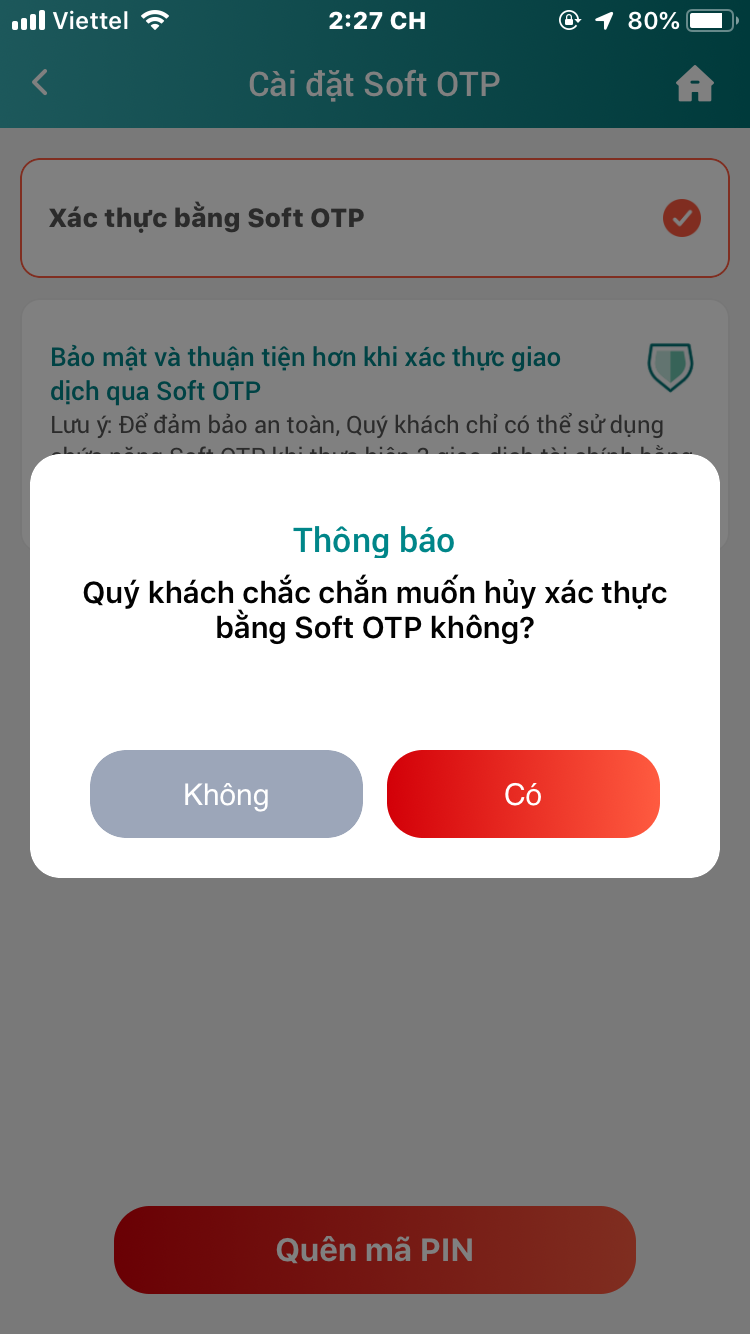 Viettel 2:27 CH 80%
Cài đặt Soft OTP
Xác thực bằng Soft OTP
Bảo mật và thuận tiện hơn khi xác thực giao
dịch qua Soft OTP
Lưu ý: Để đảm bảo an toàn, Quý khách chỉ có thể sử dụng
Thông báo
Quý khách chắc chắn muốn hủy xác thực
bằng Soft OTP không?
Không
Có
Quên mã PIN